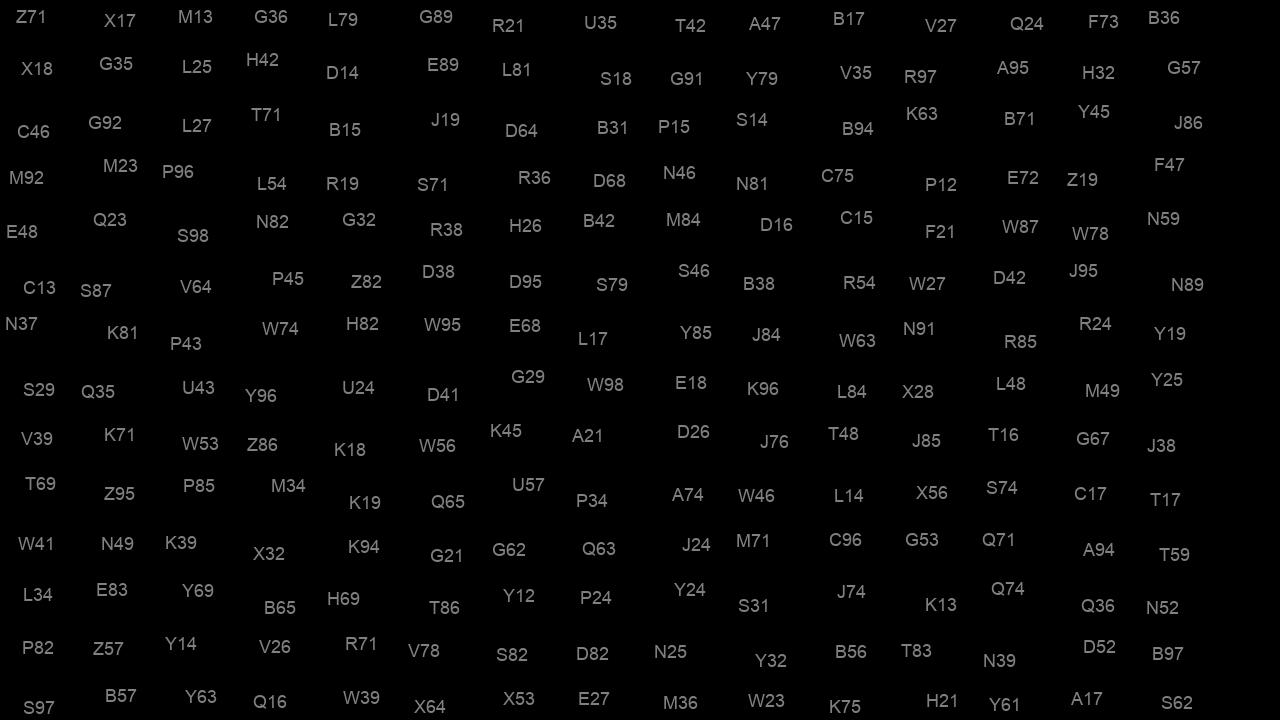 Z71 X17 M13 G36 L79 G89 R21 U35 T42 A47 B17 V27 Q24 F73 B36
X18 G35 L25 H42 D14 E89 L81 S18 G91 Y79 V35 R97 A95 H32 G57
C46 G92 L27 T71 B15 J19 D64 B31 P15 S14 B94 K63 B71 Y45 J86
M92 M23 P96 L54 R19 S71 R36 D68 N46 N81 C75 P12 E72 Z19 F47
E48 Q23 S98 N82 G32 R38 H26 B42 M84 D16 C15 F21 W87 W78 N59
C13 S87 V64 P45 Z82 D38 D95 S79 S46 B38 R54 W27 D42 J95 N89
N37 K81 P43 W74 H82 W95 E68 L17 Y85 J84 W63 N91 R85 R24 Y19
S29 Q35 U43 Y96 U24 D41 G29 W98 E18 K96 L84 X28 L48 M49 Y25
V39 K71 W53 Z86 K18 W56 K45 A21 D26 J76 T48 J85 T16 G67 J38
T69 Z95 P85 M34 K19 Q65 U57 P34 A74 W46 L14 X56 S74 C17 T17
W41 N49 K39 X32 K94 G21 G62 Q63 J24 M71 C96 G53 Q71 A94 T59
L34 E83 Y69 B65 H69 T86 Y12 P24 Y24 S31 J74 K13 Q74 Q36 N52
P82 Z57 Y14 V26 R71 V78 S82 D82 N25 Y32 B56 T83 N39 D52 B97
S97 B57 Y63 Q16 W39 X64 X53 E27 M36 W23 K75 H21 Y61 A17 S62